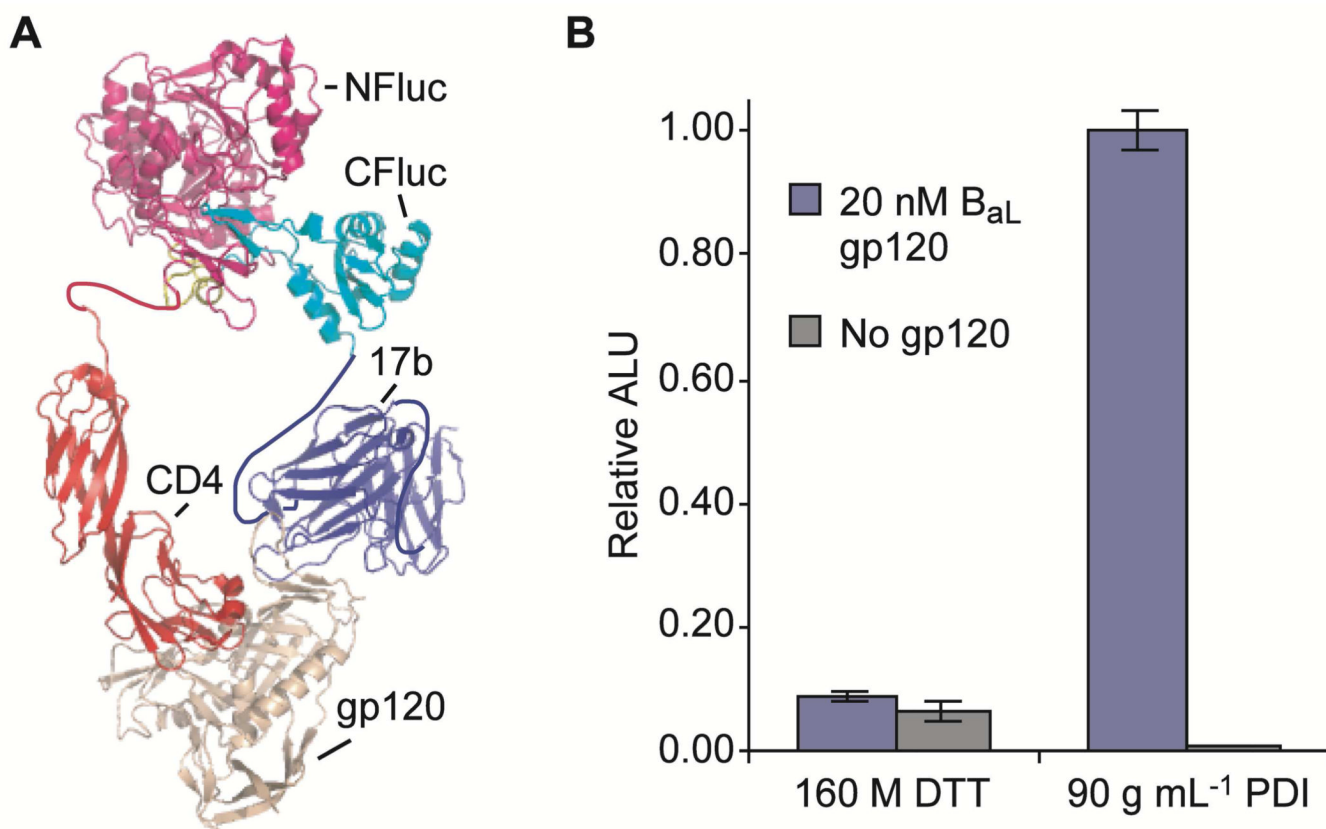 A
NFluc
CFluc
17b
CD4
gp120
B
Relative ALU
1.00
0.80
0.60
0.40
0.20
0.00
20 nM BaL
gp120
No gp120
160 M DTT
90 g mL-1 PDI